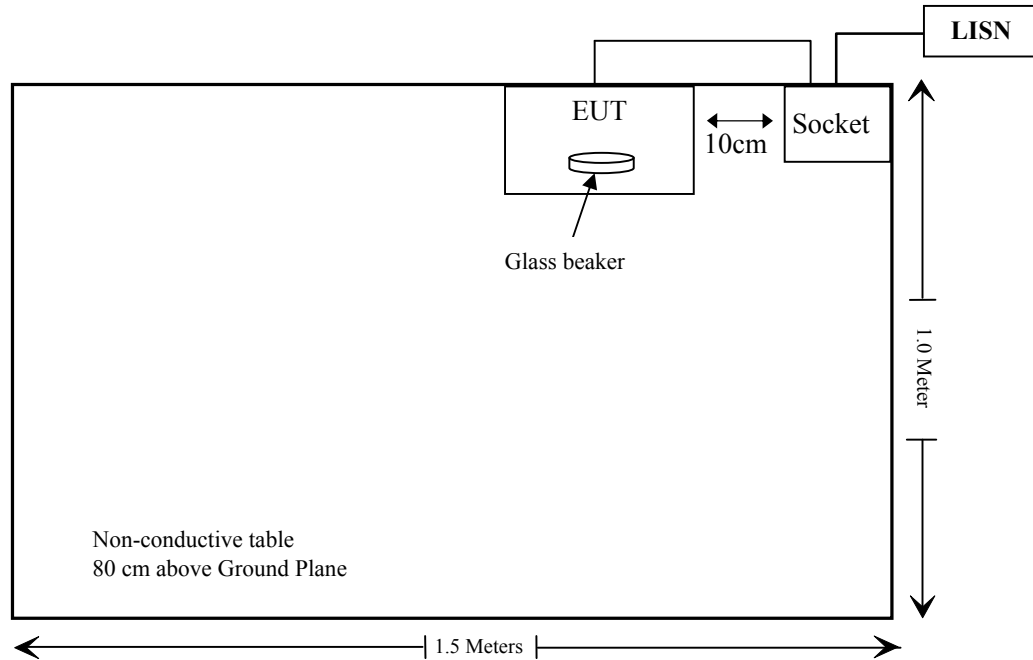 LISN
EUT
Socket
10cm
Glass beaker
1.0 Meter
Non-conductive table
80 cm above Ground Plane
1.5 Meters